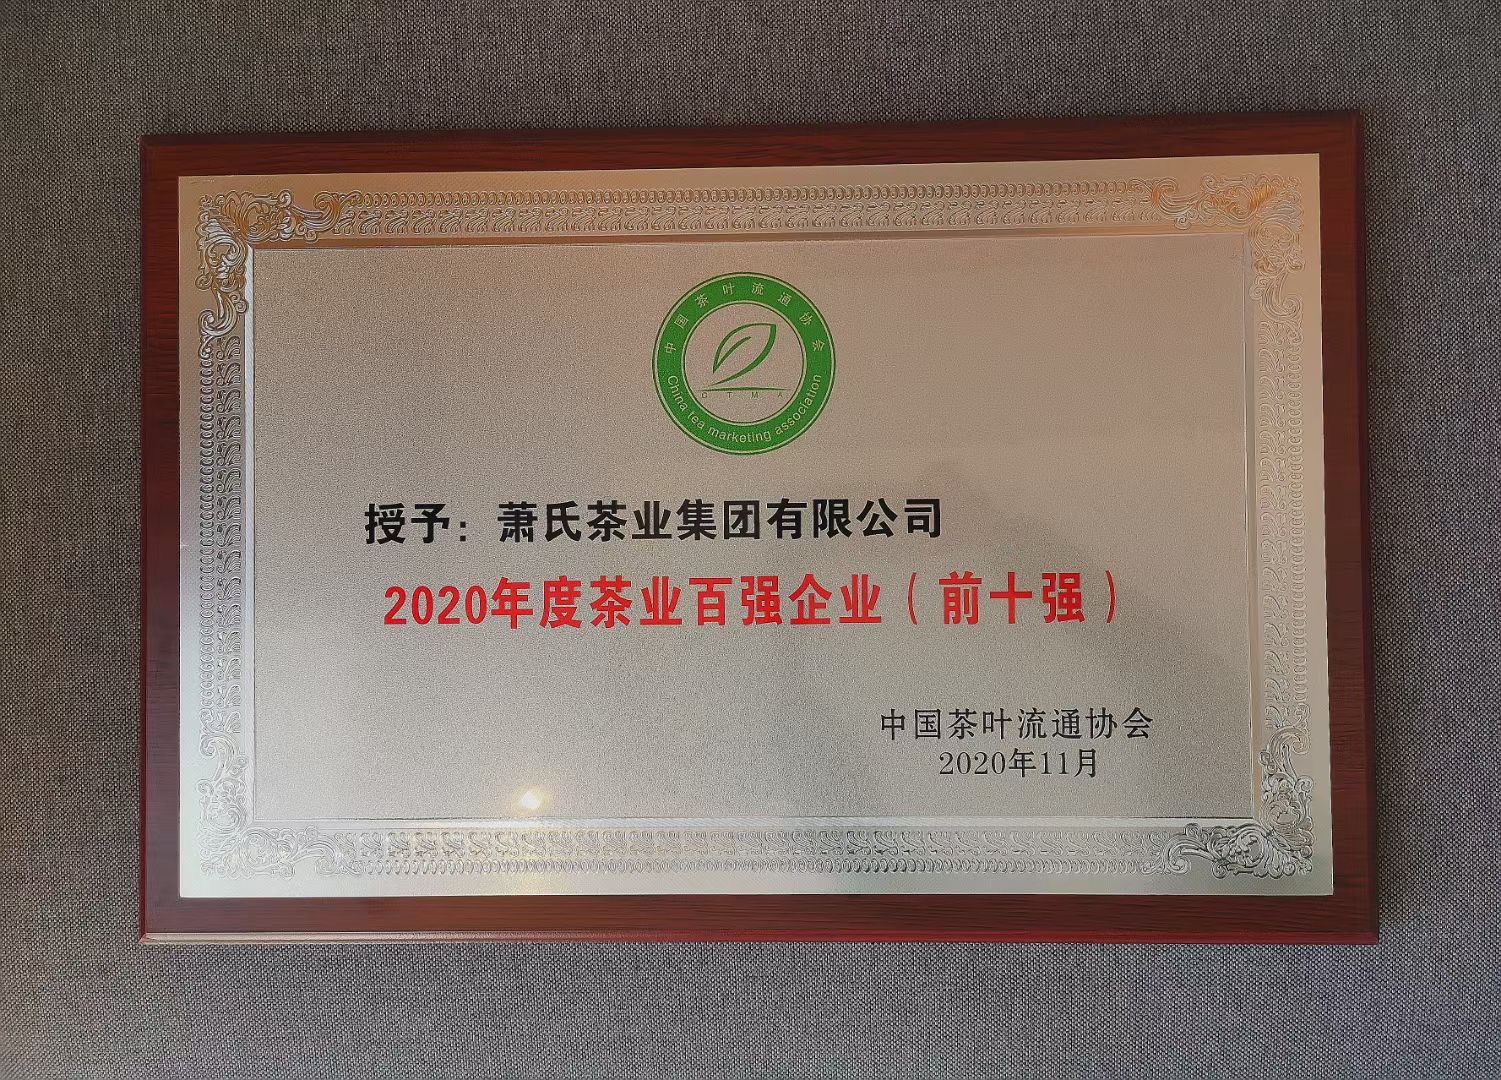 中国茶叶流通协会
CTMA
China tea marketing association
授予：萧氏茶业集团有限公司
2020年度茶业百强企业（前十强）
中国茶叶流通协会
2020年11月